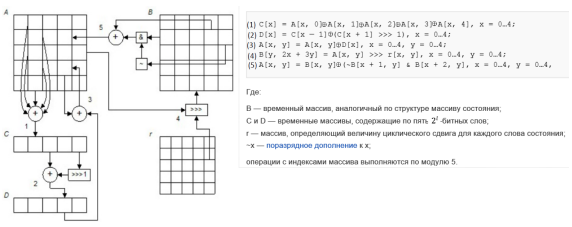 A
B
5
+
&
~
+
+
3
1
>>>
4
C
r
+
>>>1
2
D
(1) C[x] = A[x, 0]⊕A[x, 1]⊕A[x, 2]⊕A[x, 3]⊕A[x, 4], x = 0…4;
(2) D[x] = C[x − 1]⊕(C[x + 1] >>> 1), x = 0…4;
(3) A[x, y] = A[x, y]⊕D[x], x = 0…4, y = 0…4;
(4) B[y, 2x + 3y] = A[x, y] >>> r[x, y], x = 0…4, y = 0…4;
(5) A[x, y] = B[x, y]⊕(~B[x + 1, y] & B[x + 2, y], x = 0…4, y = 0…4,
Где:
B — временный массив, аналогичный по структуре массиву состояния;
C и D — временные массивы, содержащие по пять 2ˡ -битных слов;
r — массив, определяющий величину циклического сдвига для каждого слова состояния;
~x — поразрядное дополнение к x;
операции с индексами массива выполняются по модулю 5.